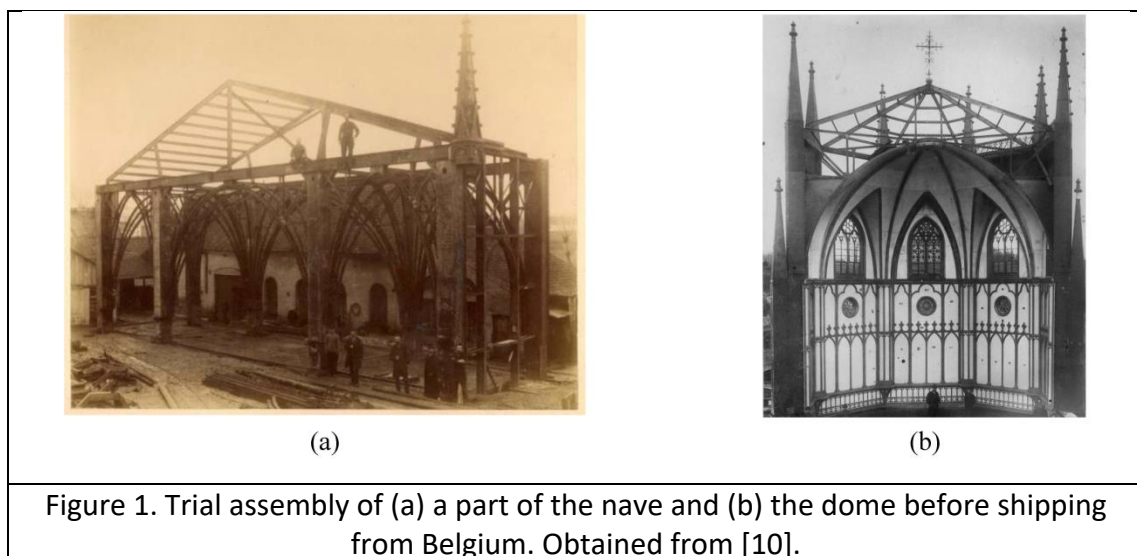 (a)
(b)
Figure 1. Trial assembly of (a) a part of the nave and (b) the dome before shipping
from Belgium. Obtained from [10].